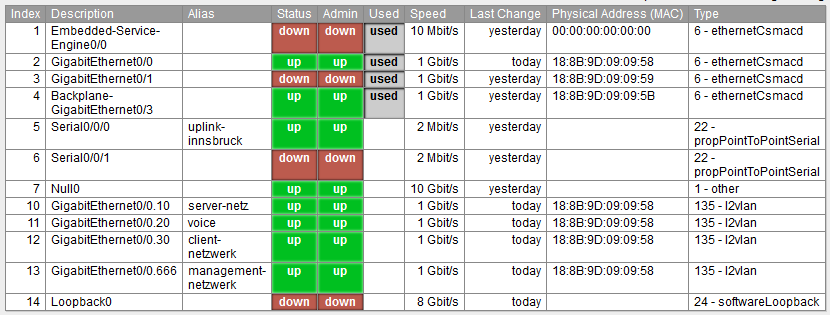 Index Description Alias Status Admin Used Speed Last Change Physical Address (MAC) Type
1 Embedded-Service- down down used 10 Mbit/s yesterday 00:00:00:00:00:00 6 - ethernetCsmacd
Engine0/0
2 GigabitEthernet0/0 up up used 1 Gbit/s today 18:8B:9D:09:09:58 6 - ethernetCsmacd
3 GigabitEthernet0/1 down down used 1 Gbit/s yesterday 18:8B:9D:09:09:59 6 - ethernetCsmacd
4 Backplane- up up used 1 Gbit/s yesterday 18:8B:9D:09:09:5B 6 - ethernetCsmacd
GigabitEthernet0/3
5 Serial0/0/0 uplink- up up 2 Mbit/s yesterday 22 -
innsbruck propPointToPointSerial
6 Serial0/0/1 down down 2 Mbit/s yesterday 22 -
propPointToPointSerial
7 Null0 up up 10 Gbit/s yesterday 1 - other
10 GigabitEthernet0/0.10 server-netz up up 1 Gbit/s today 18:8B:9D:09:09:58 135 - l2vlan
11 GigabitEthernet0/0.20 voice up up 1 Gbit/s today 18:8B:9D:09:09:58 135 - l2vlan
12 GigabitEthernet0/0.30 client- up up 1 Gbit/s today 18:8B:9D:09:09:58 135 - l2vlan
netzwerk
13 GigabitEthernet0/0.666 management- up up 1 Gbit/s today 18:8B:9D:09:09:58 135 - l2vlan
netzwerk
14 Loopback0 down down 8 Gbit/s today 24 - softwareLoopback